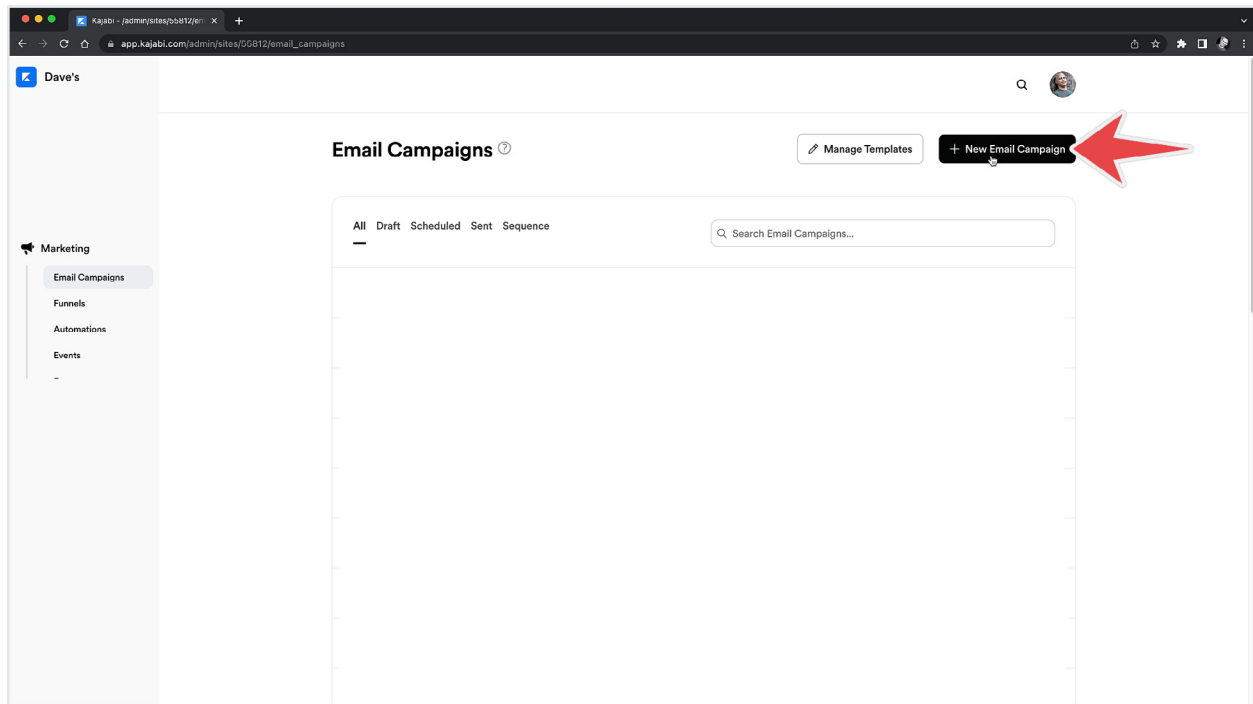 Kajabi - /admin/sites/55812/em
app.kajabi.com/admin/sites/55812/email_campaigns
Dave's
Email Campaigns
Manage Templates
New Email Campaign
All Draft Scheduled Sent Sequence
Search Email Campaigns...
Marketing
Email Campaigns
Funnels
Automations
Events